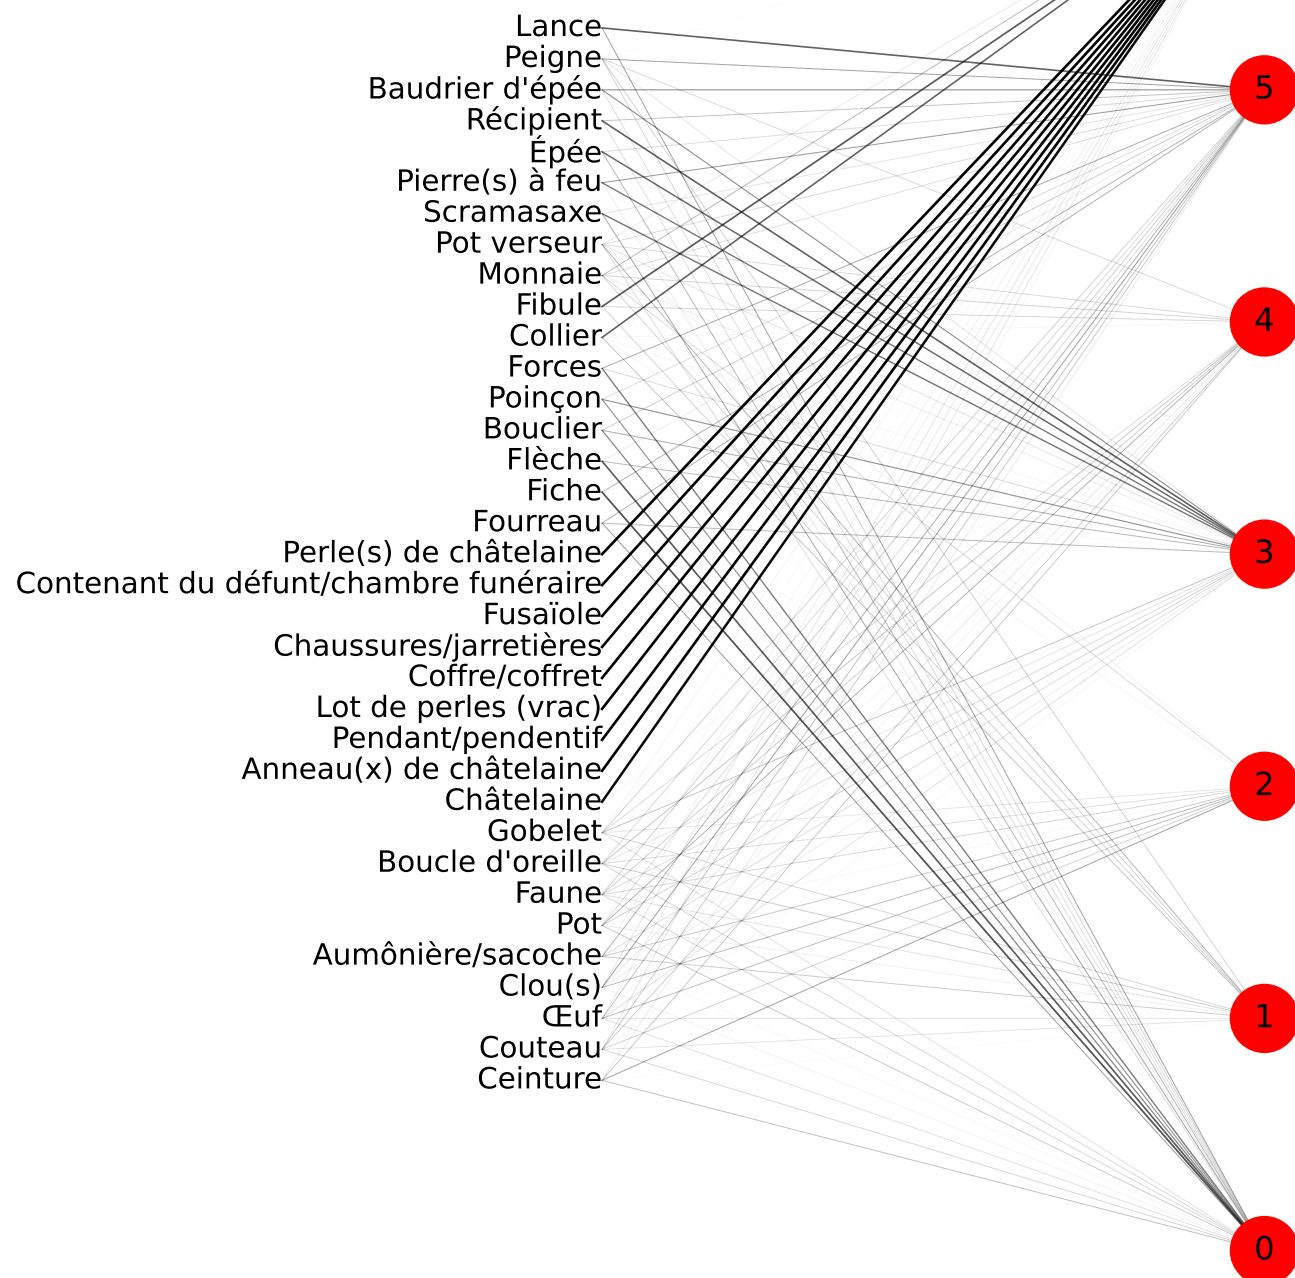 Lance
Peigne
Baudrier d'épée
Récipient
Épée
Pierre(s) à feu
Scramasaxe
Pot verseur
Monnaie
Fibule
Collier
Forces
Poinçon
Bouclier
Flèche
Fiche
Fourreau
Perle(s) de châtelaine
Contenant du défunt/chambre funéraire
Fusaïole
Chaussures/jarretières
Coffre/coffret
Lot de perles (vrac)
Pendant/pendentif
Anneau(x) de châtelaine
Châtelaine
Gobelet
Boucle d'oreille
Faune
Pot
Aumônière/sacoche
Clou(s)
Œuf
Couteau
Ceinture
5
4
3
2
1
0